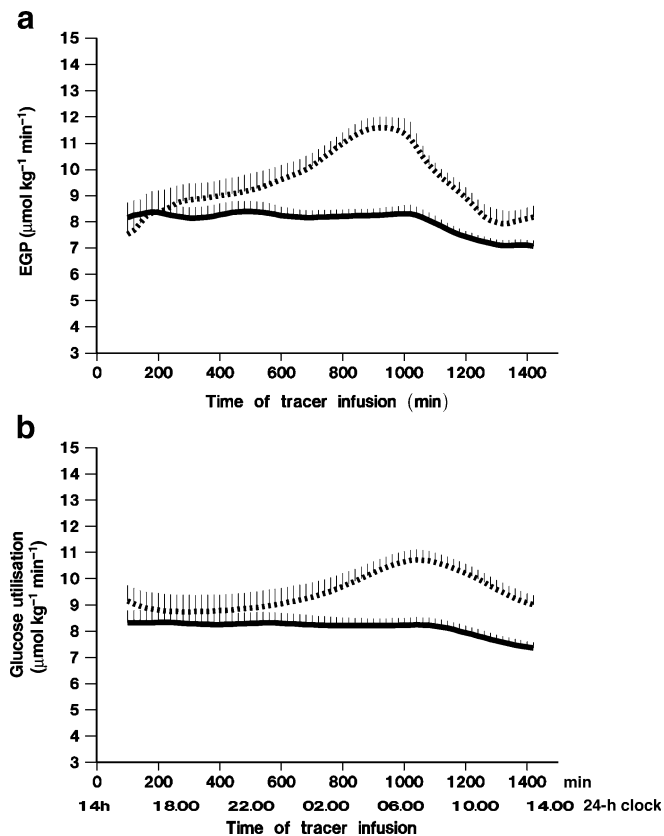 a
15
14
13
12
11
10
9
8
7
6
5
4
3
EGP (μmol kg⁻¹ min⁻¹)
0 200 400 600 800 1000 1200 1400
Time of tracer infusion (min)
b
15
14
13
12
11
10
9
8
7
6
5
4
3
Glucose utilisation
(μmol kg⁻¹ min⁻¹)
0 200 400 600 800 1000 1200 1400 min
14h 18.00 22.00 02.00 06.00 10.00 14.00 24-h clock
Time of tracer infusion